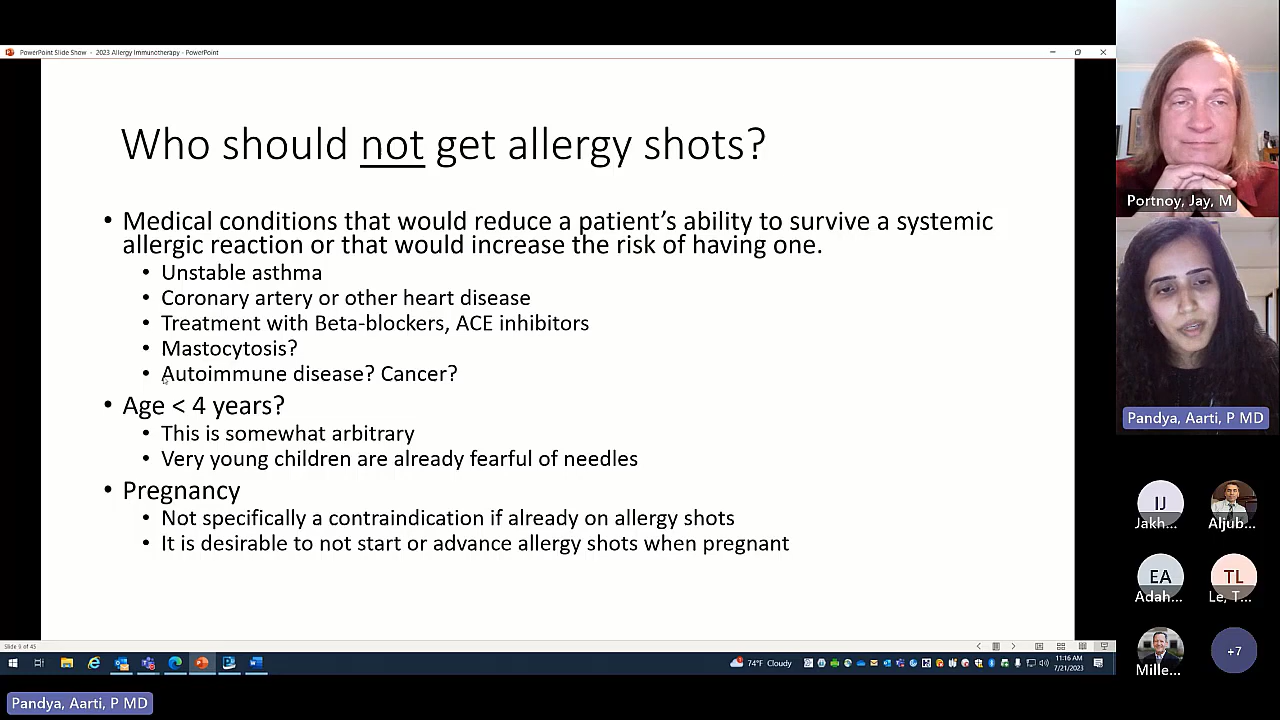 PowerPoint Slide Show - 2023 Allergy Immunotherapy - PowerPoint
Who should not get allergy shots?
• Medical conditions that would reduce a patient's ability to survive a systemic
allergic reaction or that would increase the risk of having one.
• Unstable asthma
• Coronary artery or other heart disease
• Treatment with Beta-blockers, ACE inhibitors
• Mastocytosis?
• Autoimmune disease? Cancer?
• Age < 4 years?
• This is somewhat arbitrary
• Very young children are already fearful of needles
• Pregnancy
• Not specifically a contraindication if already on allergy shots
• It is desirable to not start or advance allergy shots when pregnant
Slide 9 of 45
74°F Cloudy
11:16 AM
7/21/2023
Pandya, Aarti, P MD
Portnoy, Jay, M
Pandya, Aarti, P MD
IJ
Jakh...
Aljub...
EA
Adah...
TL
Le, T...
Mille...
+7